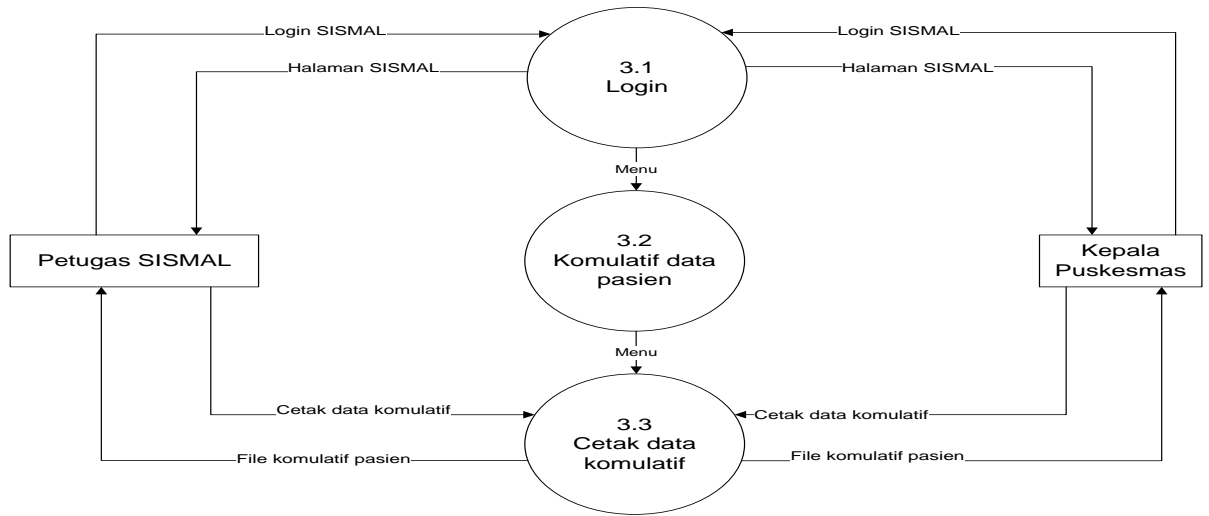 Login SISMAL
Login SISMAL
3.1
Login
Halaman SISMAL
Halaman SISMAL
Menu
Petugas SISMAL
3.2
Komulatif data
pasien
Kepala
Puskesmas
Menu
Cetak data komulatif
Cetak data komulatif
3.3
Cetak data
komulatif
File komulatif pasien
File komulatif pasien